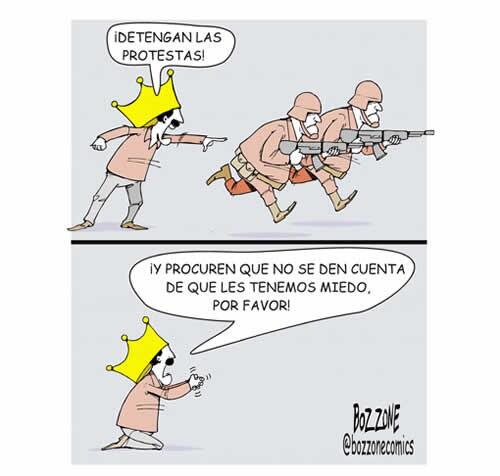 ¡DETENGAN LAS
PROTESTAS!
¡Y PROCUREN QUE NO SE DEN CUENTA
DE QUE LES TENEMOS MIEDO,
POR FAVOR!
BOZZONE
@bozzonecomics